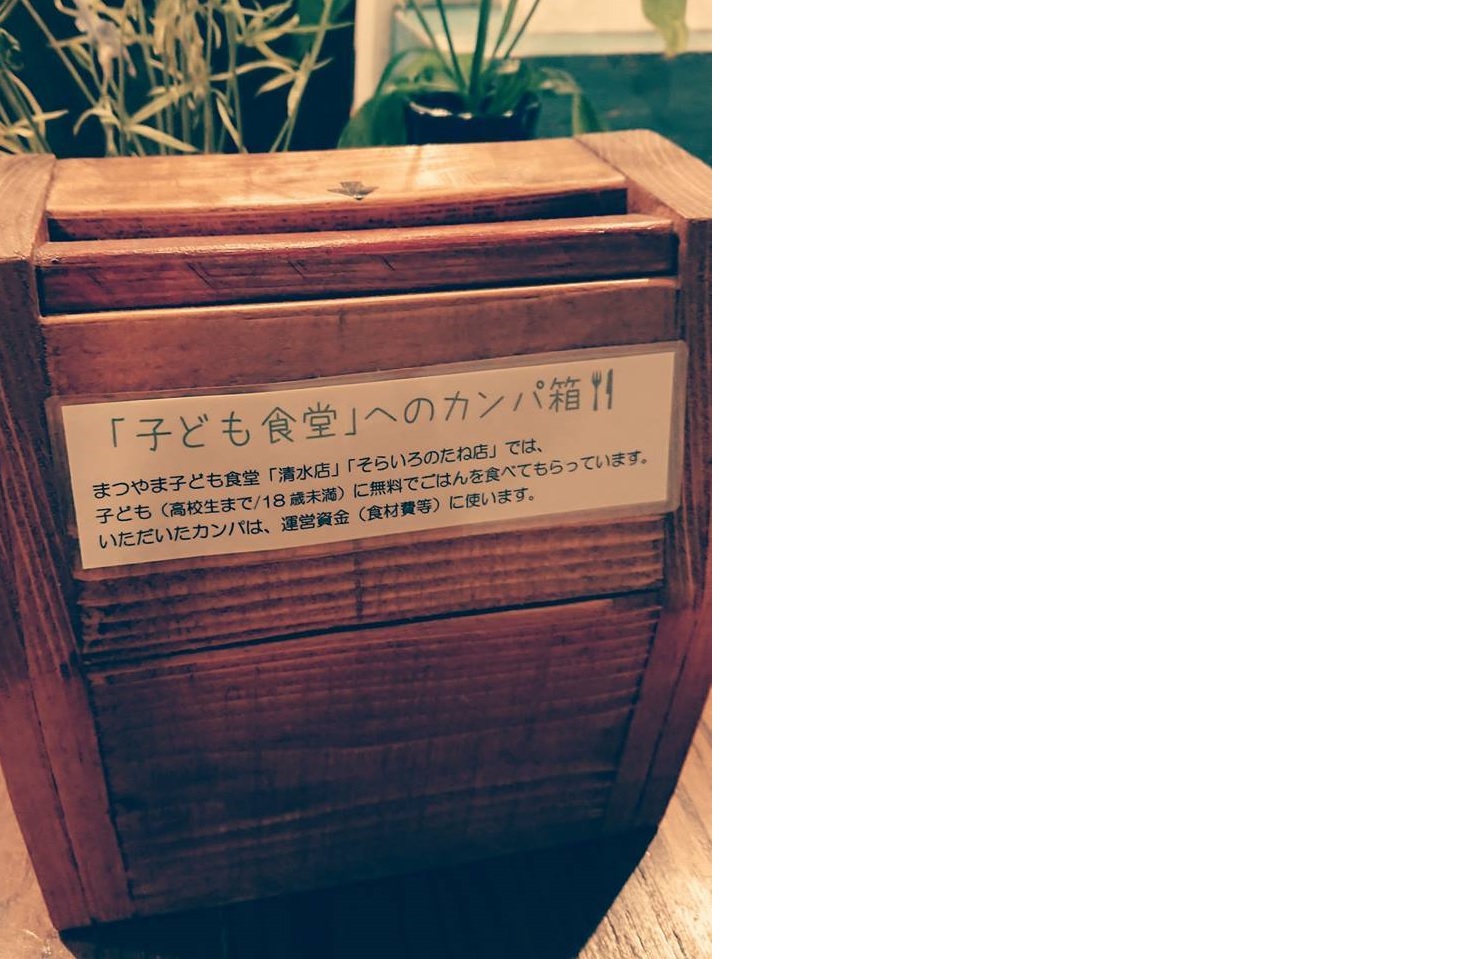 「子ども食堂」へのカンパ箱
まつやま子ども食堂「清水店」「そらいろのたね店」では、
子ども（高校生まで/18歳未満）に無料でごはんを食べてもらっています。
いただいたカンパは、運営資金（食材費等）に使います。